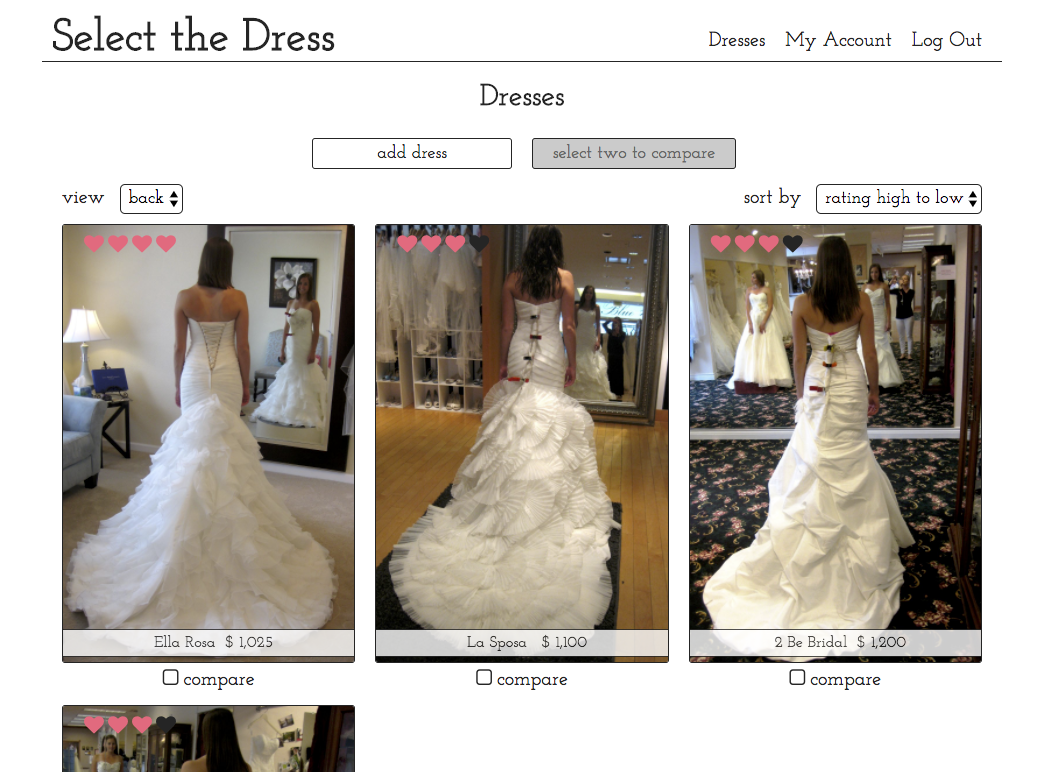 Select the Dress
Dresses My Account Log Out
Dresses
add dress select two to compare
view back sort by rating high to low
Ella Rosa $ 1,025
La Sposa $ 1,100
2 Be Bridal $ 1,200
compare compare compare